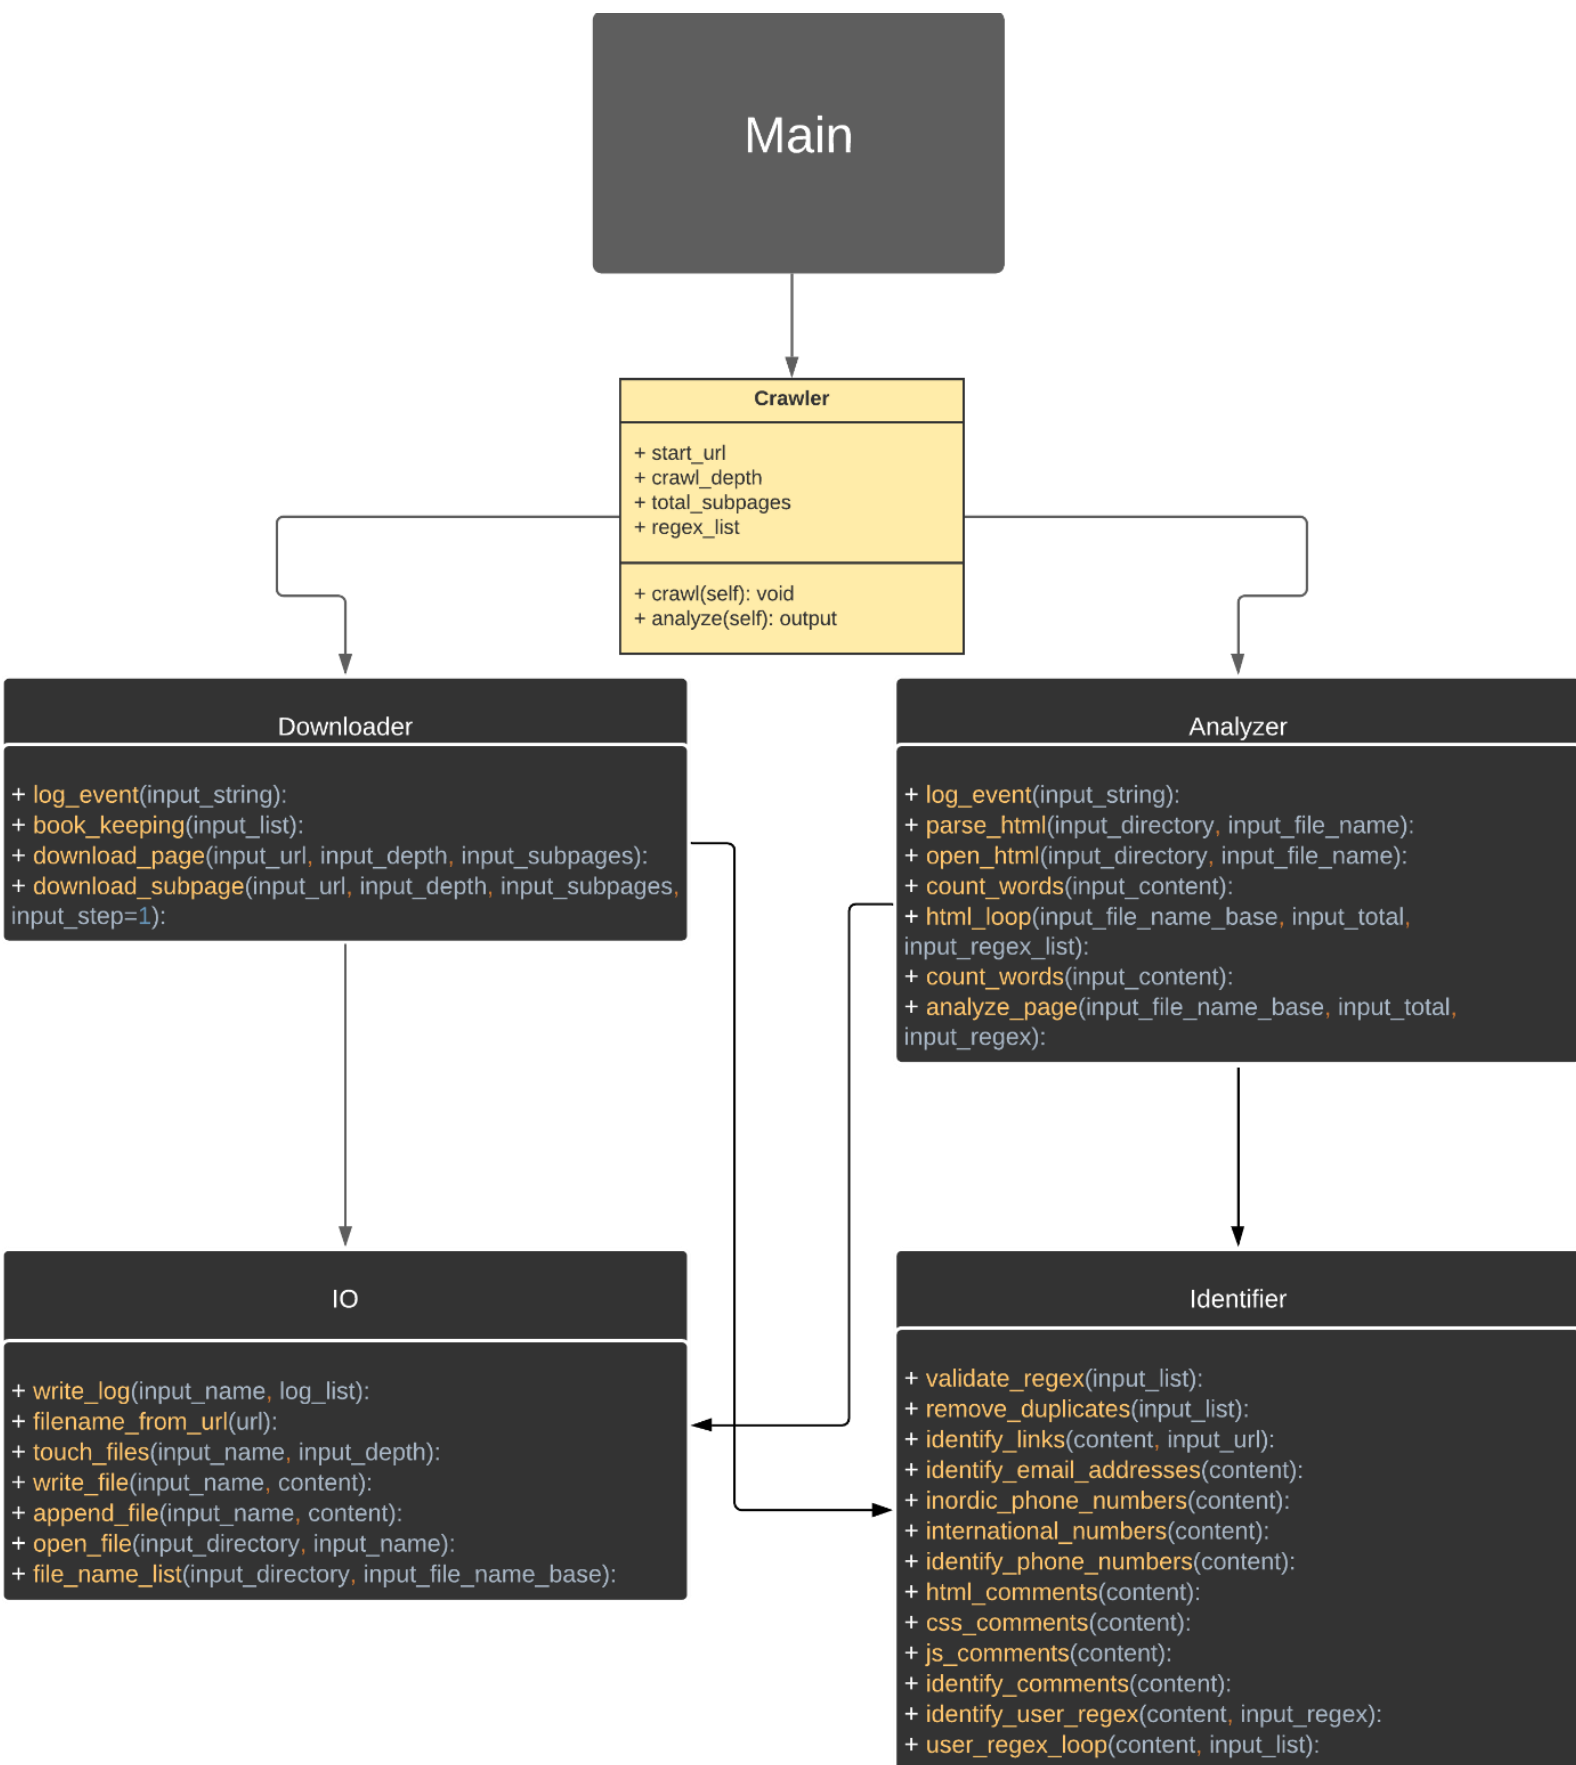 Main
Crawler
+ start_url
+ crawl_depth
+ total_subpages
+ regex_list
+ crawl(self): void
+ analyze(self): output
Downloader
+ log_event(input_string):
+ book_keeping(input_list):
+ download_page(input_url, input_depth, input_subpages):
+ download_subpage(input_url, input_depth, input_subpages,
input_step=1):
Analyzer
+ log_event(input_string):
+ parse_html(input_directory, input_file_name):
+ open_html(input_directory, input_file_name):
+ count_words(input_content):
+ html_loop(input_file_name_base, input_total,
input_regex_list):
+ count_words(input_content):
+ analyze_page(input_file_name_base, input_total,
input_regex):
IO
+ write_log(input_name, log_list):
+ filename_from_url(url):
+ touch_files(input_name, input_depth):
+ write_file(input_name, content):
+ append_file(input_name, content):
+ open_file(input_directory, input_name):
+ file_name_list(input_directory, input_file_name_base):
Identifier
+ validate_regex(input_list):
+ remove_duplicates(input_list):
+ identify_links(content, input_url):
+ identify_email_addresses(content):
+ inordic_phone_numbers(content):
+ international_numbers(content):
+ identify_phone_numbers(content):
+ html_comments(content):
+ css_comments(content):
+ js_comments(content):
+ identify_comments(content):
+ identify_user_regex(content, input_regex):
+ user_regex_loop(content, input_list):